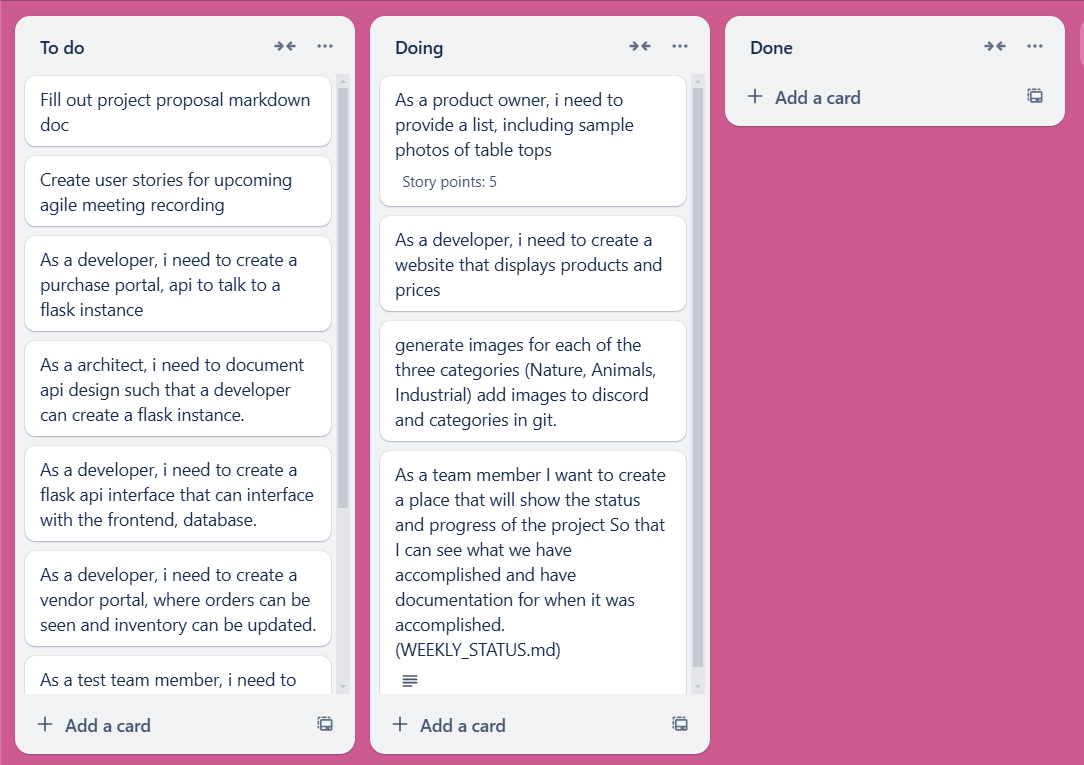 To do
Fill out project proposal markdown
doc
Create user stories for upcoming
agile meeting recording
As a developer, i need to create a
purchase portal, api to talk to a
flask instance
As a architect, i need to document
api design such that a developer
can create a flask instance.
As a developer, i need to create a
flask api interface that can interface
with the frontend, database.
As a developer, i need to create a
vendor portal, where orders can be
seen and inventory can be updated.
As a test team member, i need to
Add a card
Doing
As a product owner, i need to
provide a list, including sample
photos of table tops
Story points: 5
As a developer, i need to create a
website that displays products and
prices
generate images for each of the
three categories (Nature, Animals,
Industrial) add images to discord
and categories in git.
As a team member I want to create
a place that will show the status
and progress of the project So that
I can see what we have
accomplished and have
documentation for when it was
accomplished.
(WEEKLY_STATUS.md)
Add a card
Done
Add a card